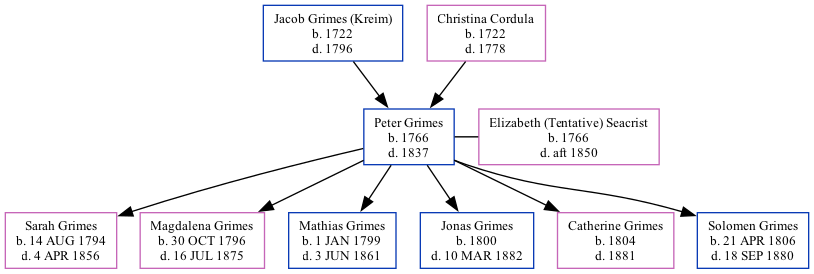 Jacob Grimes (Kreim)
b. 1722
d. 1796
Christina Cordula
b. 1722
d. 1778
Peter Grimes
b. 1766
d. 1837
Elizabeth (Tentative) Seacrist
b. 1766
d. aft 1850
Sarah Grimes
b. 14 AUG 1794
d. 4 APR 1856
Magdalena Grimes
b. 30 OCT 1796
d. 16 JUL 1875
Mathias Grimes
b. 1 JAN 1799
d. 3 JUN 1861
Jonas Grimes
b. 1800
d. 10 MAR 1882
Catherine Grimes
b. 1804
d. 1881
Solomen Grimes
b. 21 APR 1806
d. 18 SEP 1880